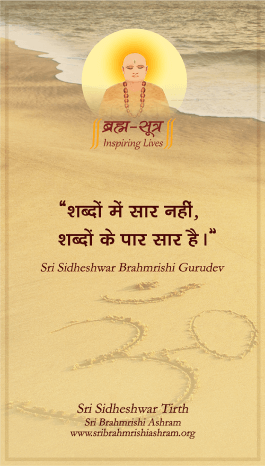 ॥ ब्रह्म-सूत्र ॥
Inspiring Lives
“शब्दों में सार नहीं,
शब्दों के पार सार है।”
Sri Sidheshwar Brahmrishi Gurudev
ॐ
Sri Sidheshwar Tirth
Sri Brahmrishi Ashram
www.sribrahmrishiashram.org